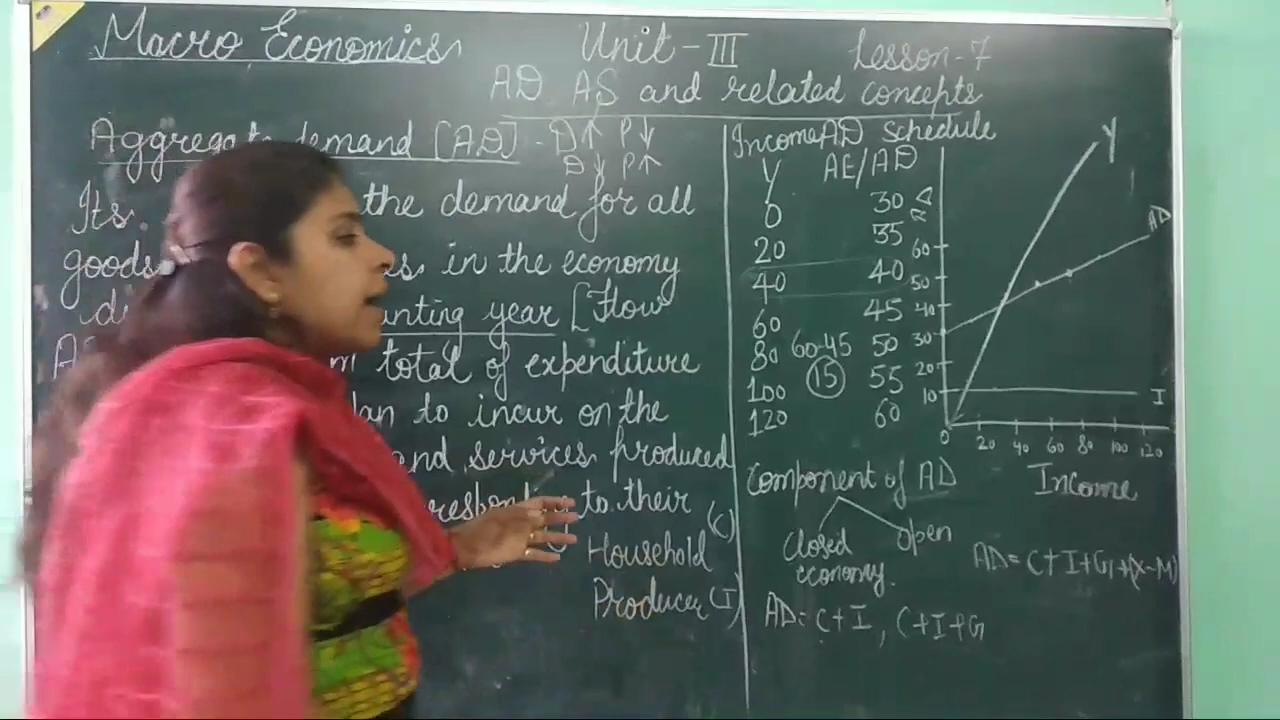 Macro Economics Unit - III Lesson - 7
AD AS and related concepts
Aggregate demand [AD] - D↑ P↓
D↓ P↑
Its the demand for all
goods in the economy
accounting year [Flow
total of expenditure
plan to incur on the
and services produced
to their
Household (C)
Producer (I)
Income AD Schedule
Y AE/AD
0 30
20 35
40 40
60 45
80 60-45 50
100 15 55
120 60
Y
AD
60
50
40
30
20
10
I
0 20 40 60 80 100 120
Income
Component of AD
Closed economy. open
AD = C+I, C+I+G
AD = C+I+G+(X-M)